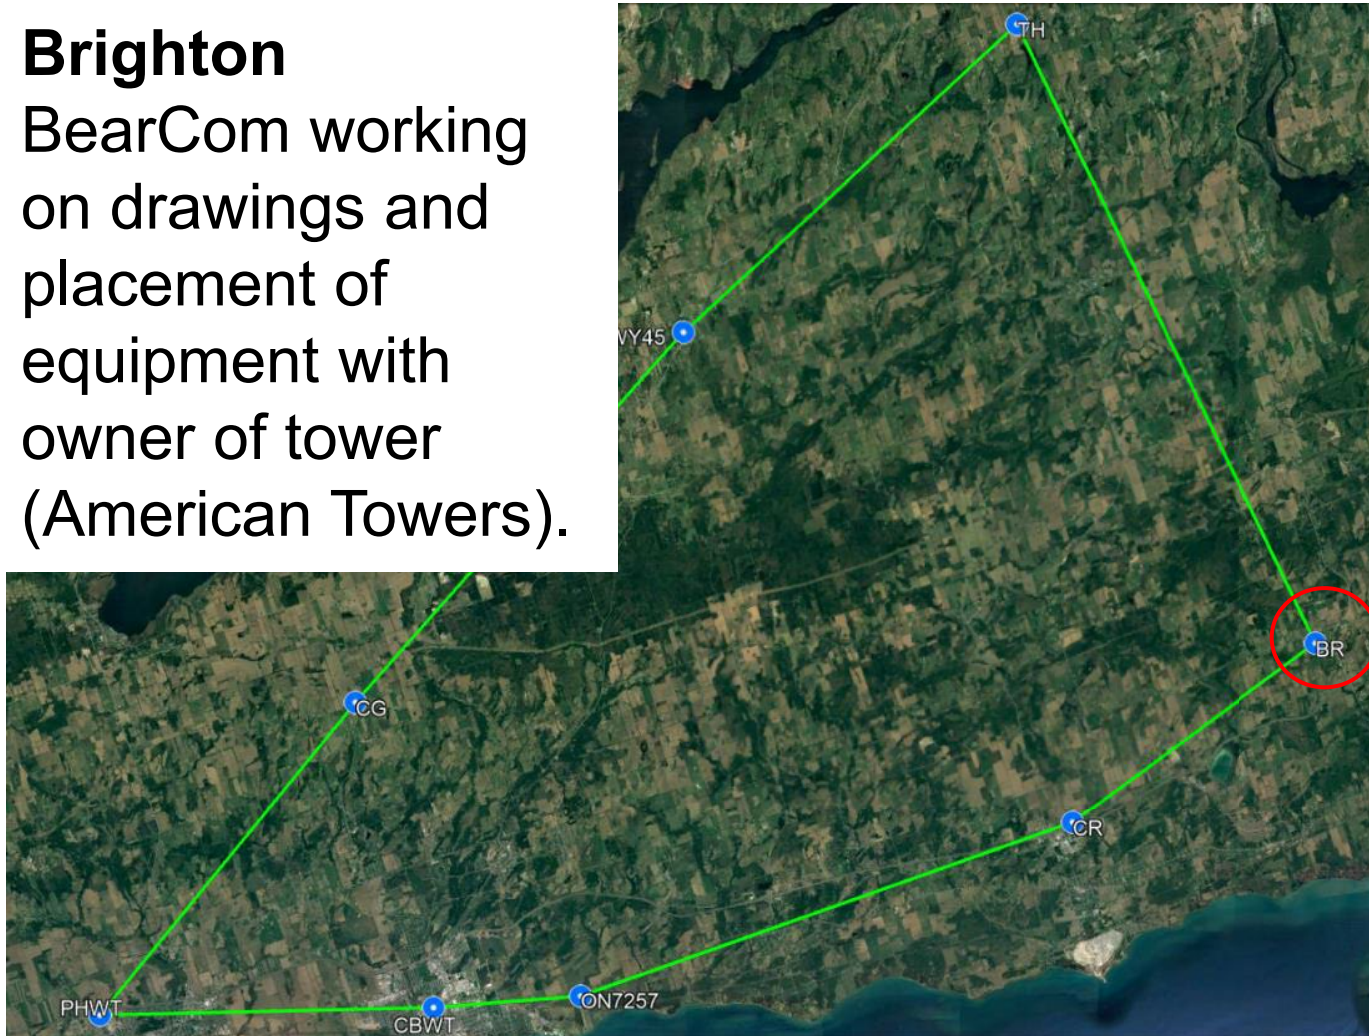 Brighton
BearCom working
on drawings and
placement of
equipment with
owner of tower
(American Towers).
TH
WY45
BR
CG
CR
PHWT
ON7257
CBWT